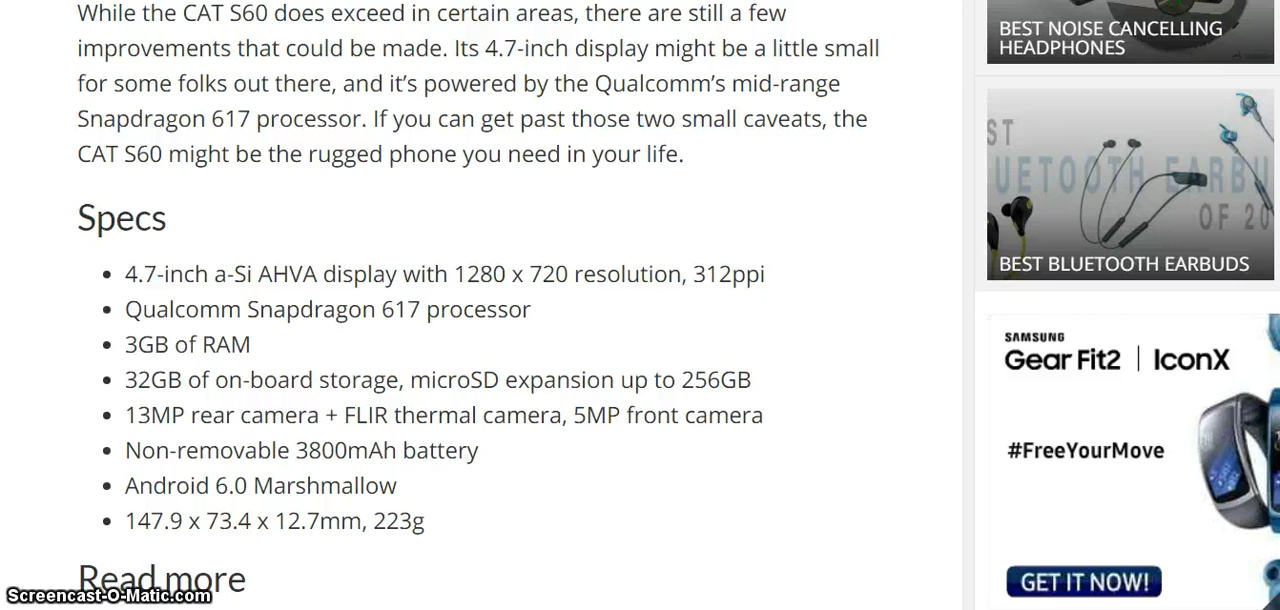 While the CAT S60 does exceed in certain areas, there are still a few
improvements that could be made. Its 4.7-inch display might be a little small
for some folks out there, and it’s powered by the Qualcomm’s mid-range
Snapdragon 617 processor. If you can get past those two small caveats, the
CAT S60 might be the rugged phone you need in your life.
Specs
4.7-inch a-Si AHVA display with 1280 x 720 resolution, 312ppi
Qualcomm Snapdragon 617 processor
3GB of RAM
32GB of on-board storage, microSD expansion up to 256GB
13MP rear camera + FLIR thermal camera, 5MP front camera
Non-removable 3800mAh battery
Android 6.0 Marshmallow
147.9 x 73.4 x 12.7mm, 223g
Read more
Screencast-O-Matic.com
BEST NOISE CANCELLING
HEADPHONES
ST
UETOOTH EARBU
OF 20
BEST BLUETOOTH EARBUDS
SAMSUNG
Gear Fit2 | IconX
#FreeYourMove
GET IT NOW!